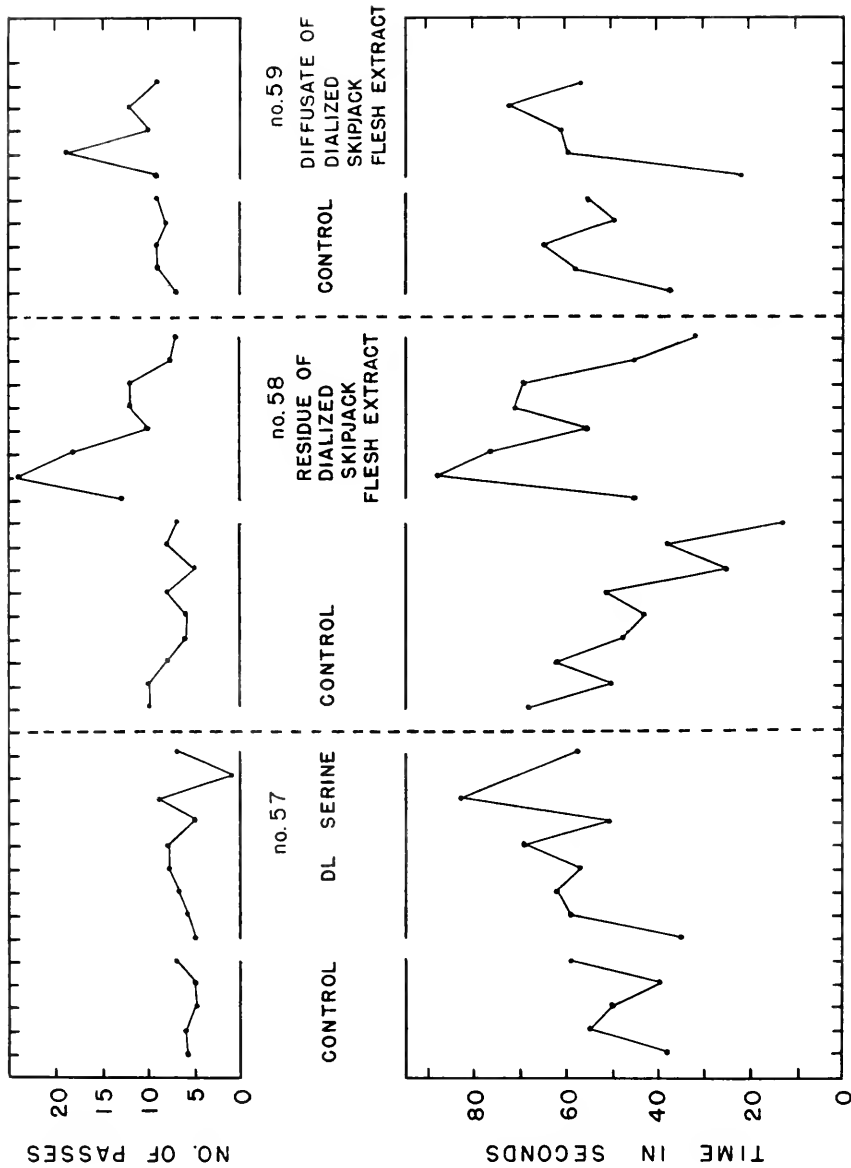 NO. OF PASSES
20
10
5
0
no.57
CONTROL
DL SERINE
no.58
CONTROL
RESIDUE OF
DIALIZED
SKIPJACK
FLESH EXTRACT
no.59
CONTROL
DIFFUSATE OF
DIALIZED
SKIPJACK
FLESH EXTRACT
TIME IN SECONDS
80
60
40
20
0